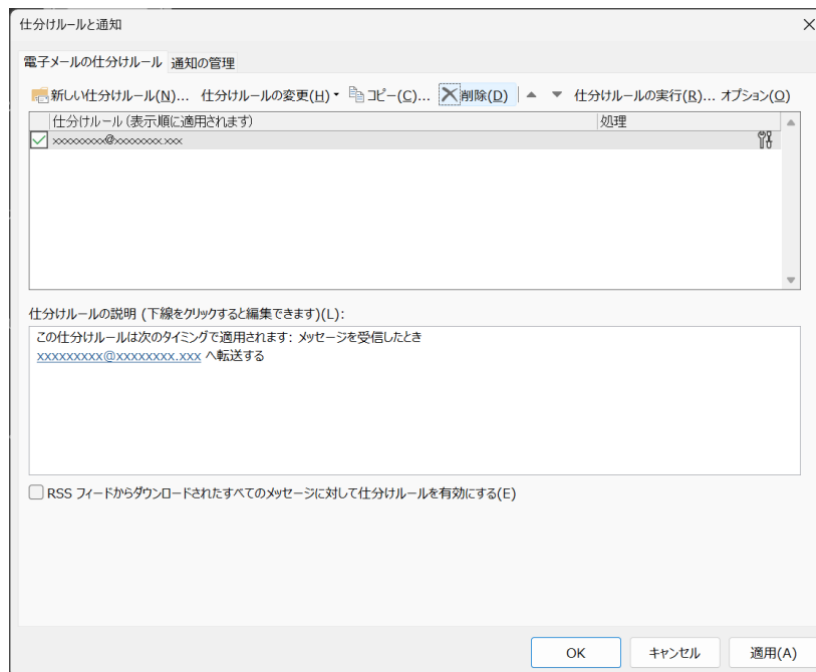 仕分けルールと通知
電子メールの仕分けルール 通知の管理
新しい仕分けルール(N)... 仕分けルールの変更(H) コピー(C)... 削除(D) 仕分けルールの実行(R)... オプション(O)
仕分けルール (表示順に適用されます) 処理
xxxxxxxxx@xxxxxxxx.xxx
仕分けルールの説明 (下線をクリックすると編集できます)(L):
この仕分けルールは次のタイミングで適用されます: メッセージを受信したとき
xxxxxxxxx@xxxxxxxx.xxx へ転送する
RSS フィードからダウンロードされたすべてのメッセージに対して仕分けルールを有効にする(E)
OK キャンセル 適用(A)